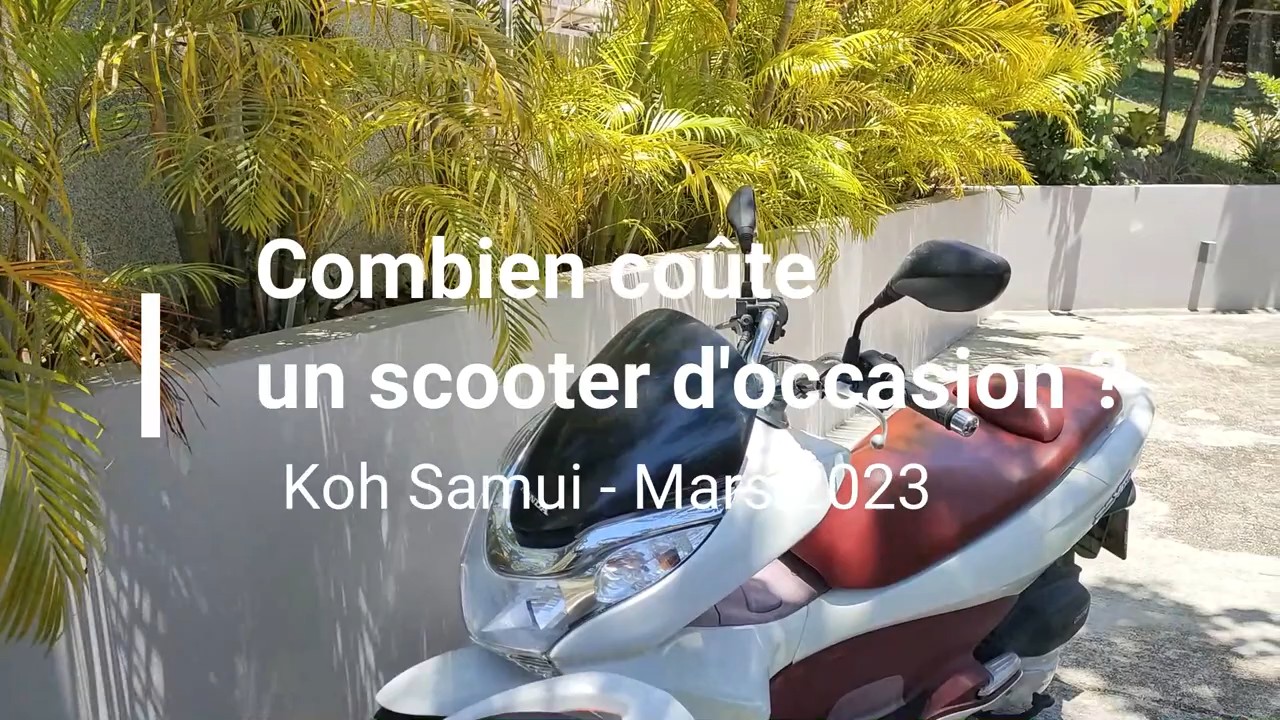 Combien coûte
un scooter d'occasion ?
Koh Samui - Mars 2023